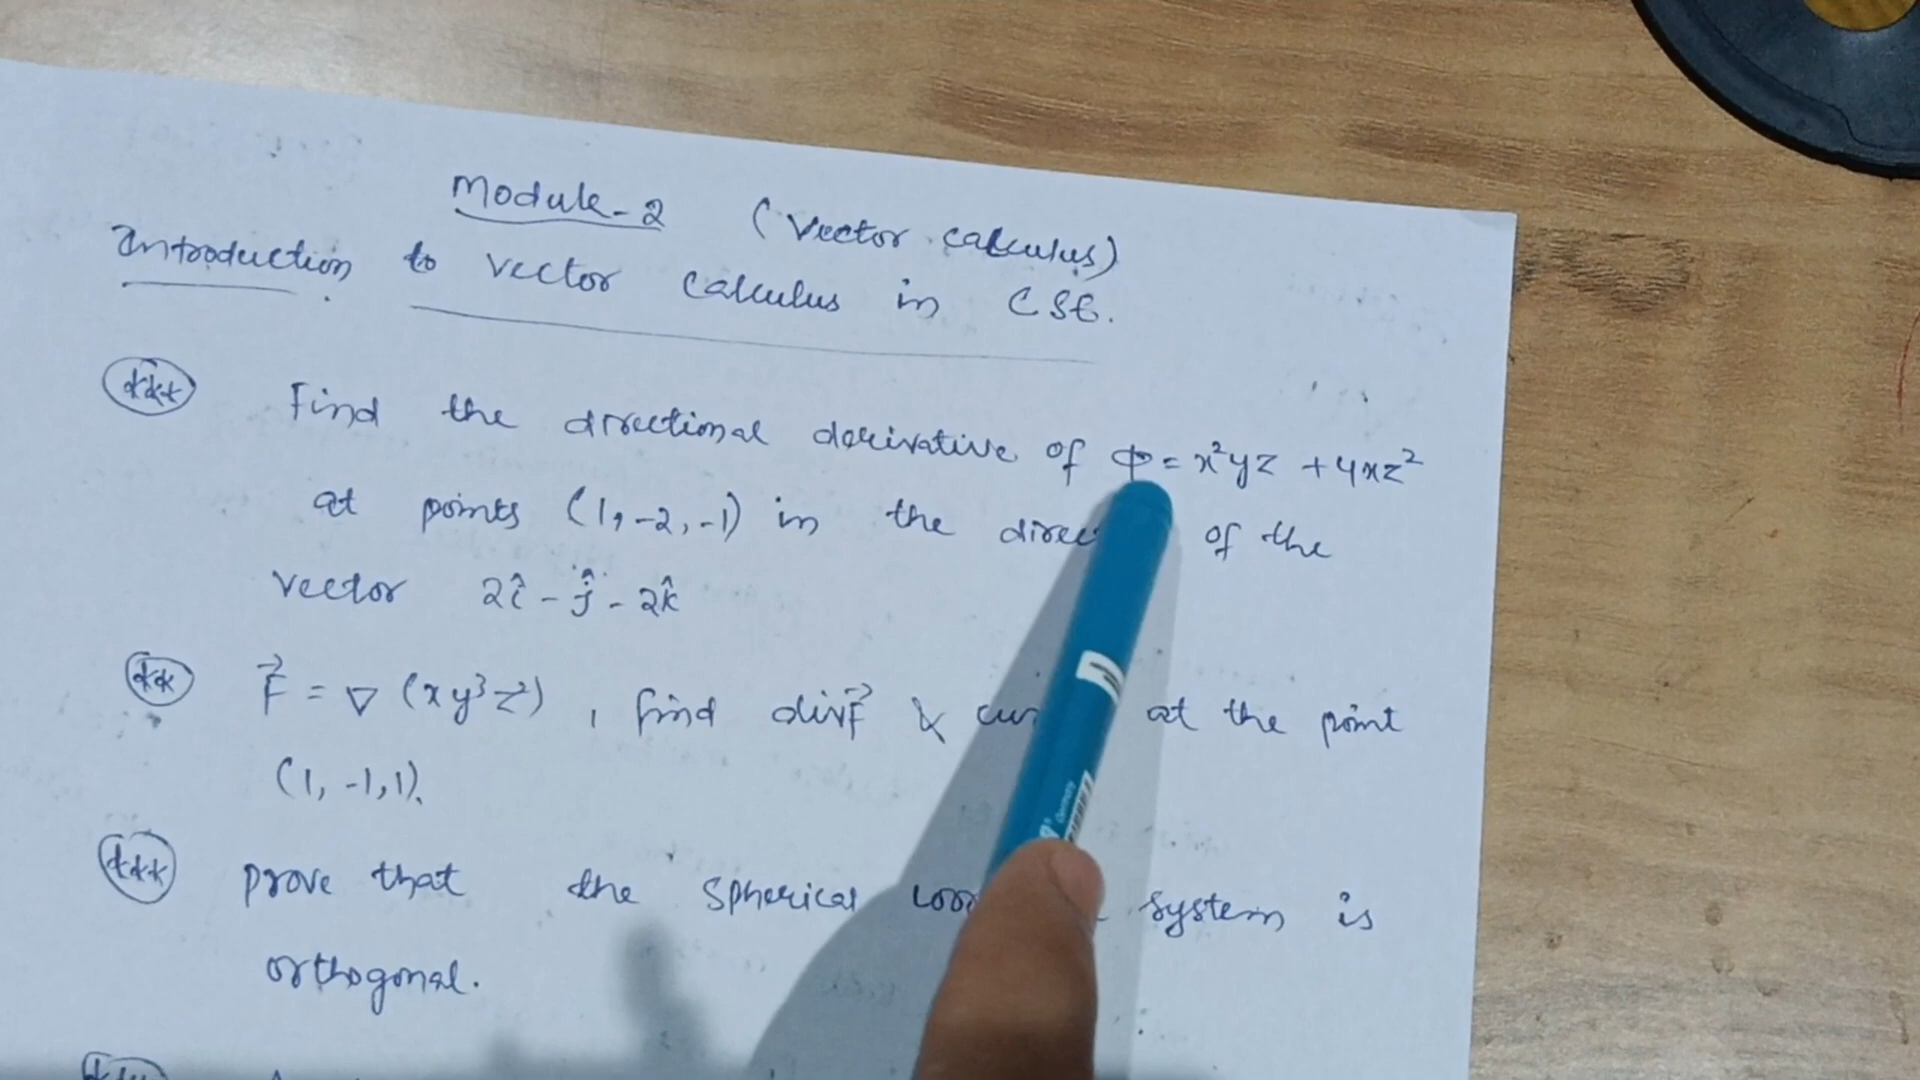 Module-2 (Vector calculus)
Introduction to vector calculus in CSE.
*** Find the directional derivative of ϕ = x²yz + 4xz²
at points (1, -2, -1) in the of the
vector 2î - ĵ - 2k̂
** F⃗ = ∇ (xy³z²), find divF⃗ & at the point
(1, -1, 1).
*** prove that the spherical system is
orthogonal.
Germany